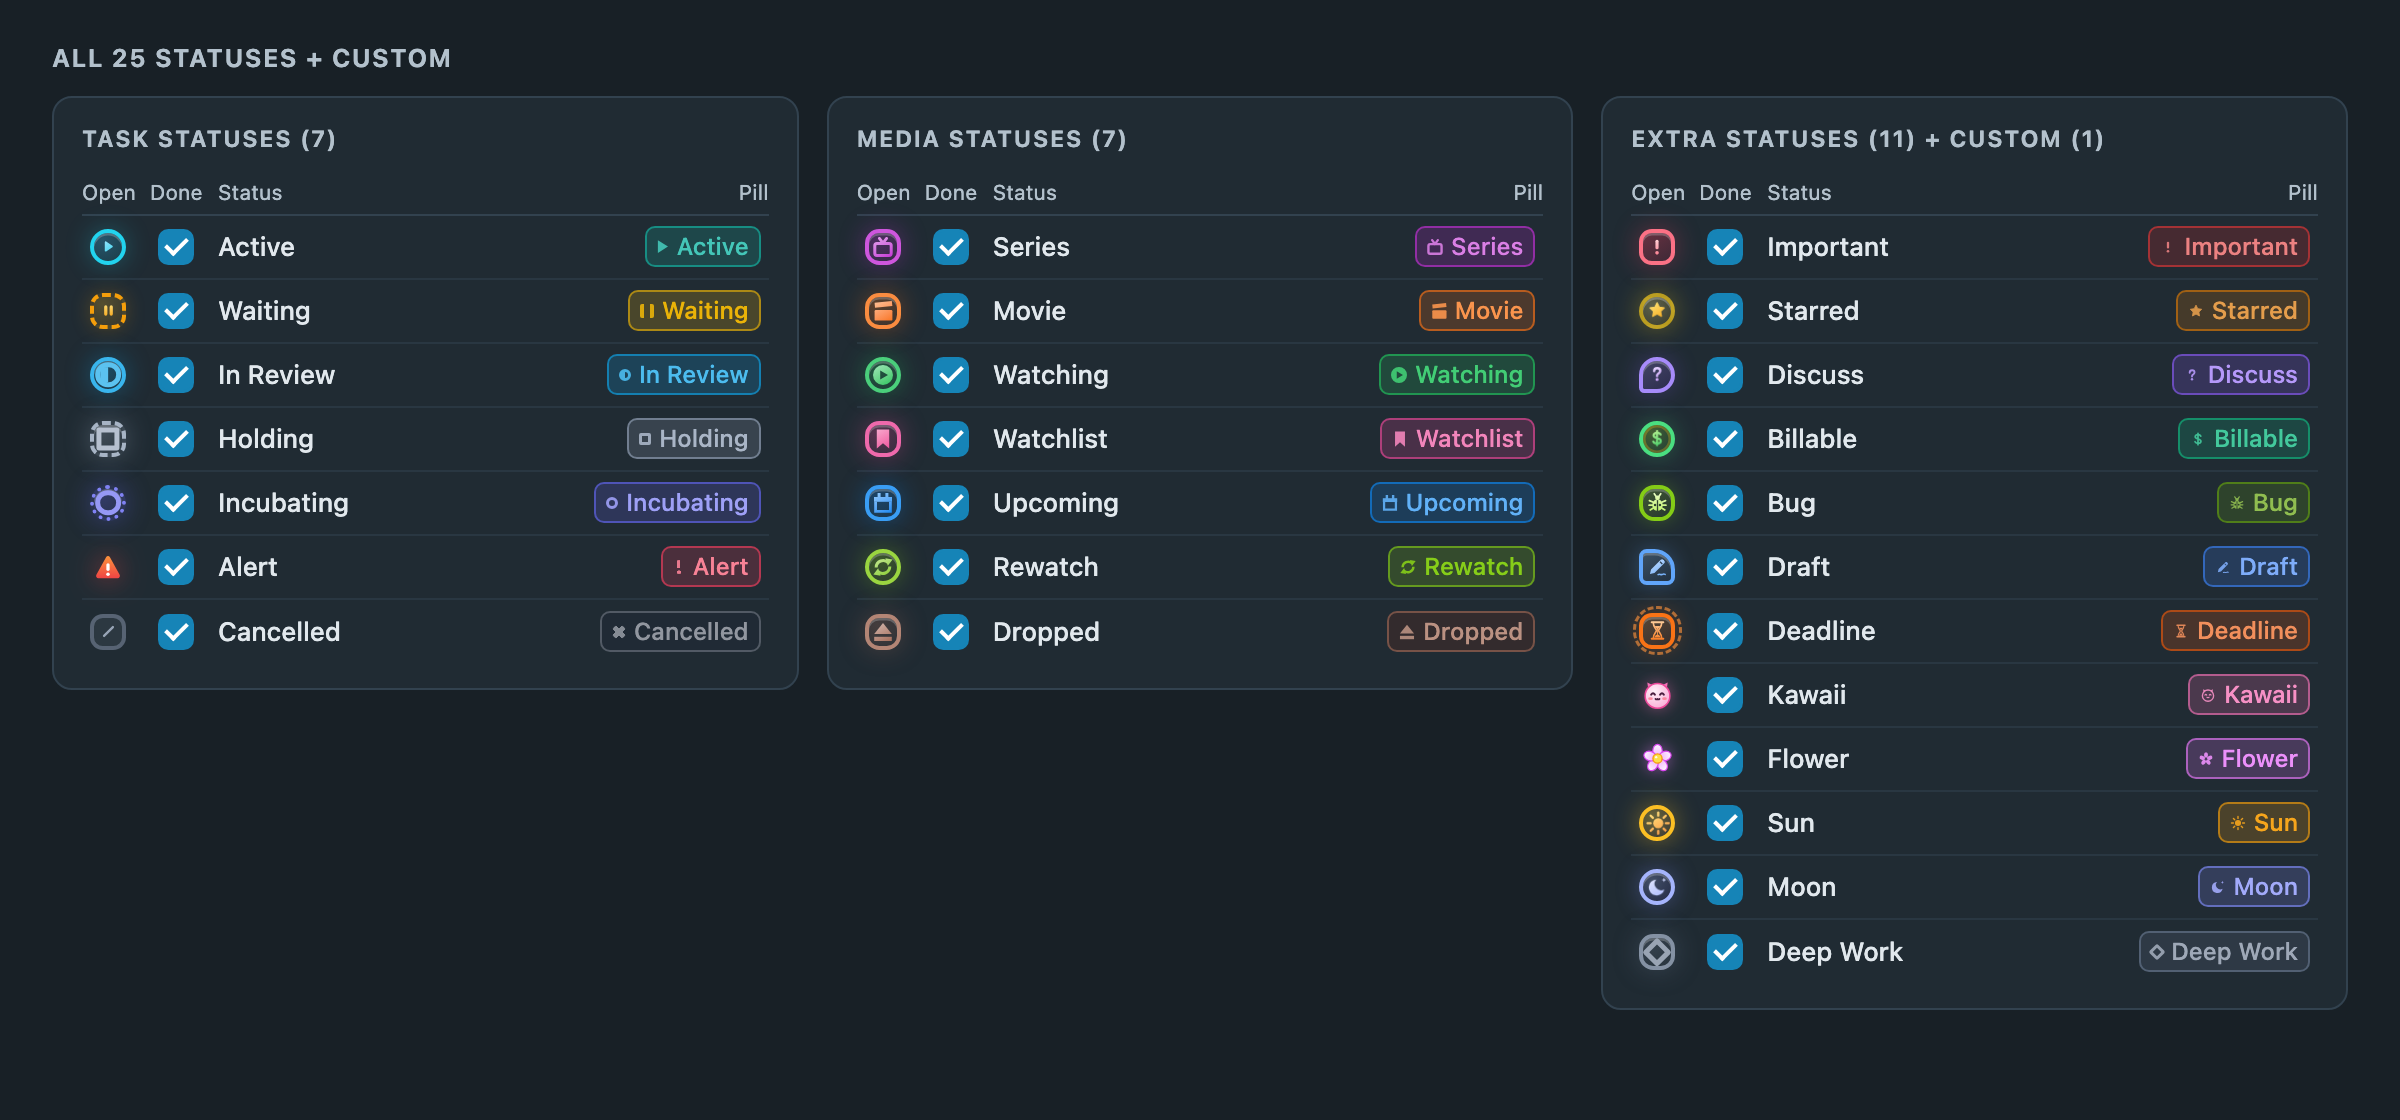 ALL 25 STATUSES + CUSTOM
TASK STATUSES (7)
Open Done Status Pill
Active Active
Waiting Waiting
In Review In Review
Holding Holding
Incubating Incubating
Alert Alert
Cancelled Cancelled
MEDIA STATUSES (7)
Open Done Status Pill
Series Series
Movie Movie
Watching Watching
Watchlist Watchlist
Upcoming Upcoming
Rewatch Rewatch
Dropped Dropped
EXTRA STATUSES (11) + CUSTOM (1)
Open Done Status Pill
Important ! Important
Starred Starred
Discuss ? Discuss
Billable $ Billable
Bug Bug
Draft Draft
Deadline Deadline
Kawaii Kawaii
Flower Flower
Sun Sun
Moon Moon
Deep Work Deep Work